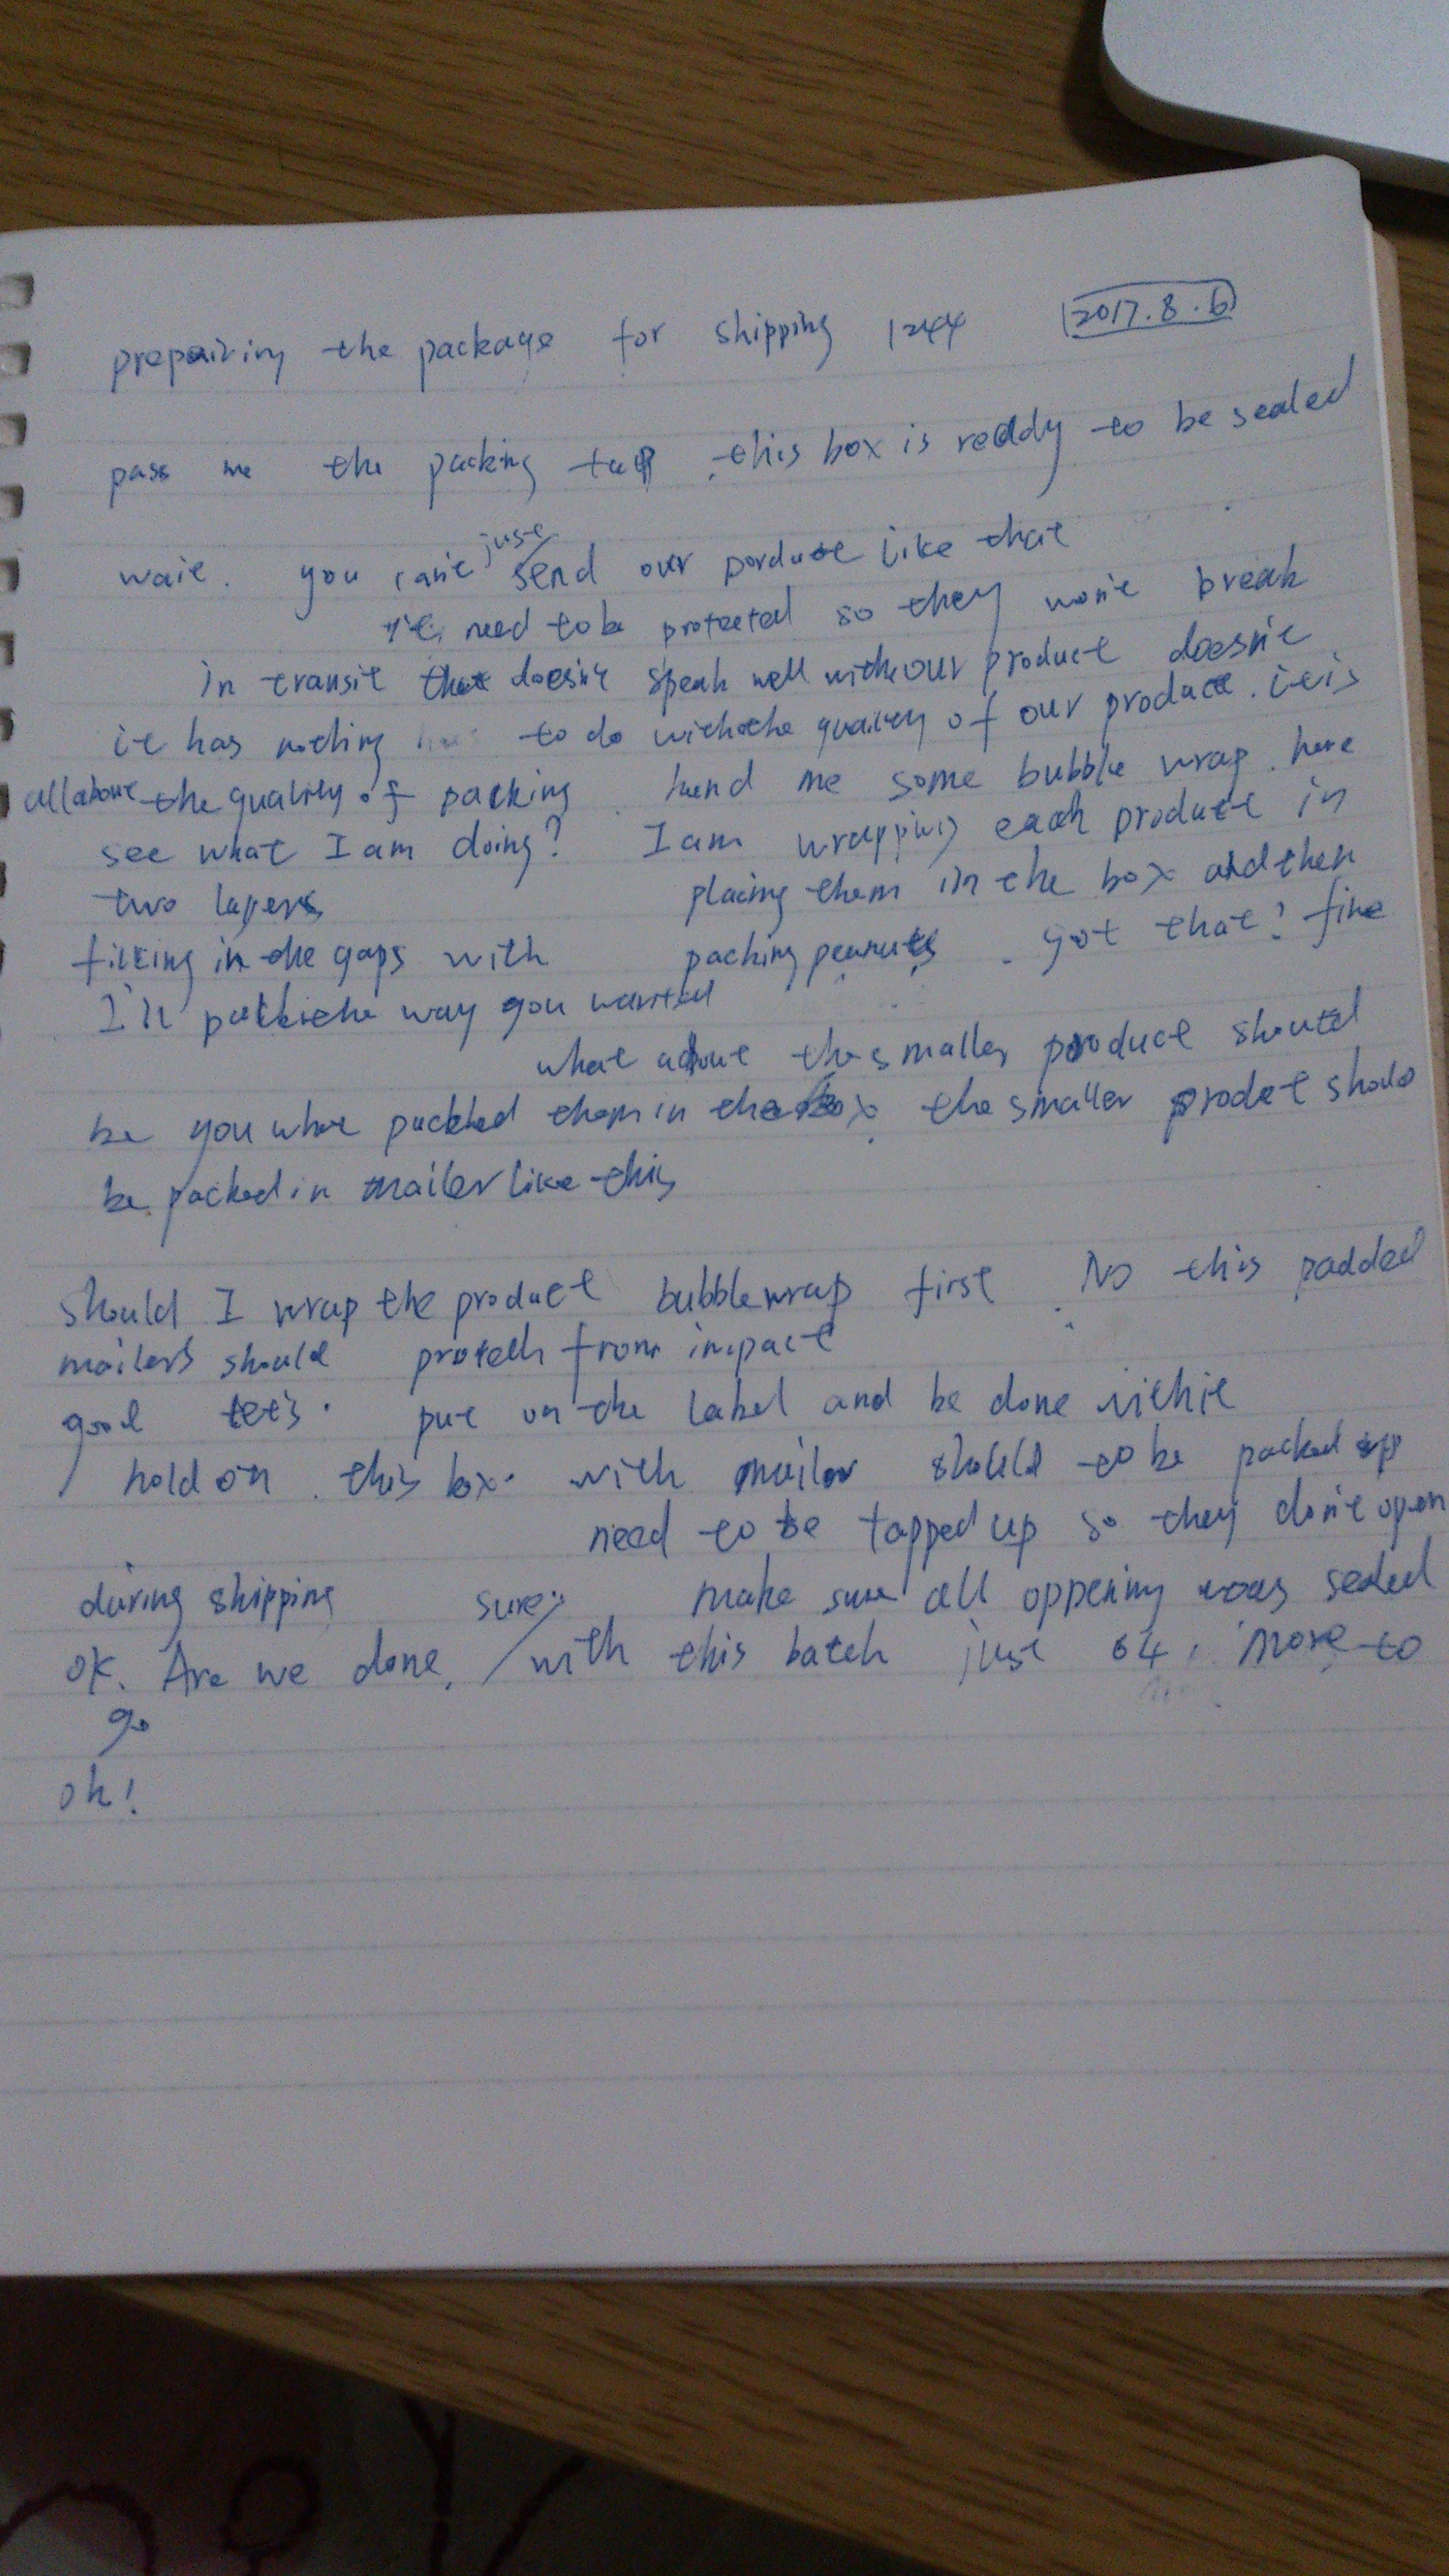 prepairing the package for shipping 1244 2017.8.6
pass me the packing tap .this box is ready to be sealed
wait. you can't just send our porduct like that
it need to be protected so they won't break
in transit that doesn't speak well with our product doesn't
it has nothing to do with the quality of our product. it is
all about the quality of packing. hand me some bubble wrap. here
see what I am doing? I am wrapping each product in
two layers placing them in the box and then
filling in the gaps with packing peanuts . got that? fine
I'll pack the way you wanted
what about the smaller product should
be you what packed them in the box. the smaller prodct should
be packed in mailer like this
should I wrap the product bubble wrap first . No this padded
mailers should from impact
good let's. put on the label and be done with it
hold on . this box. with mailor should to be packed up
need to be tapped up so they don't open
during shipping sure. make sure all oppening was sealed
ok. Are we done. with this batch just 64, more to
go
oh!